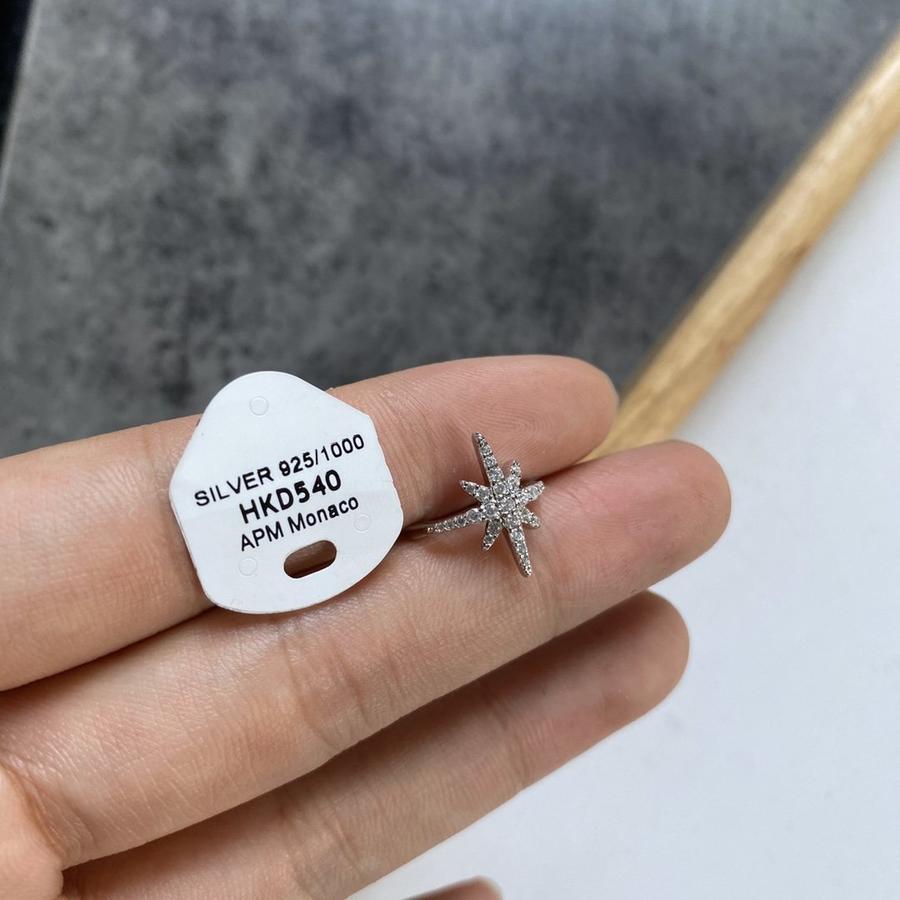 SILVER 925/1000
HKD540
APM Monaco